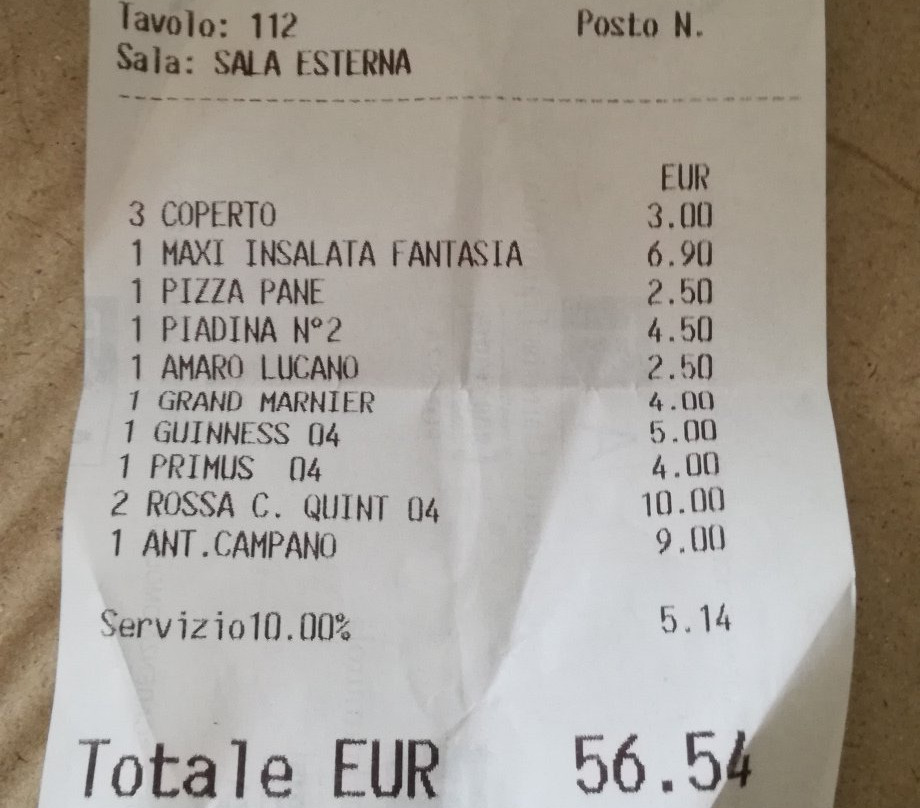 Tavolo: 112 Posto N.
Sala: SALA ESTERNA
EUR
3 COPERTO 3.00
1 MAXI INSALATA FANTASIA 6.90
1 PIZZA PANE 2.50
1 PIADINA N°2 4.50
1 AMARO LUCANO 2.50
1 GRAND MARNIER 4.00
1 GUINNESS 04 5.00
1 PRIMUS 04 4.00
2 ROSSA C. QUINT 04 10.00
1 ANT.CAMPANO 9.00
Servizio10.00% 5.14
Totale EUR 56.54